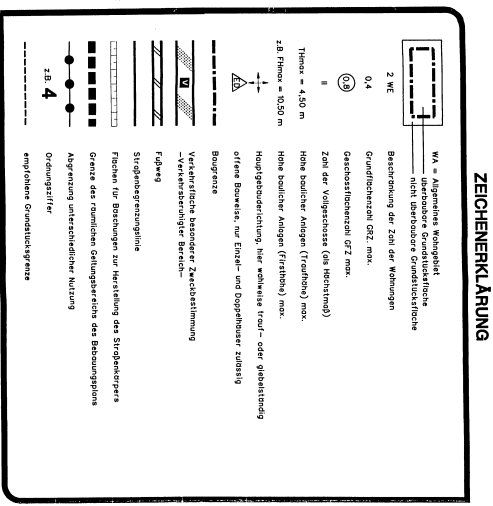 ZEICHENERKLÄRUNG
WA = Allgemeines Wohngebiet
überbaubare Grundstücksfläche
nicht überbaubare Grundstücksfläche
2 WE Beschränkung der Zahl der Wohnungen
0,4 Grundflächenzahl GRZ. max.
0,8 Geschossflächenzahl GFZ max.
II Zahl der Vollgeschosse (als Höchstmaß)
THmax = 4,50 m Höhe baulicher Anlagen (Traufhöhe) max.
z.B. FHmax = 10,50 m Höhe baulicher Anlagen (Firsthöhe) max.
Hauptgebäuderichtung, hier wahlweise trauf- oder giebelständig
ED offene Bauweise, nur Einzel- und Doppelhäuser zulässig
Baugrenze
V Verkehrsfläche besonderer Zweckbestimmung
-Verkehrsberuhigter Bereich-
Fußweg
Straßenbegrenzungslinie
Flächen für Böschungen zur Herstellung des Straßenkörpers
Grenze des räumlichen Geltungsbereichs des Bebauungsplans
Abgrenzung unterschiedlicher Nutzung
z.B. 4 Ordnungsziffer
empfohlene Grundstücksgrenze